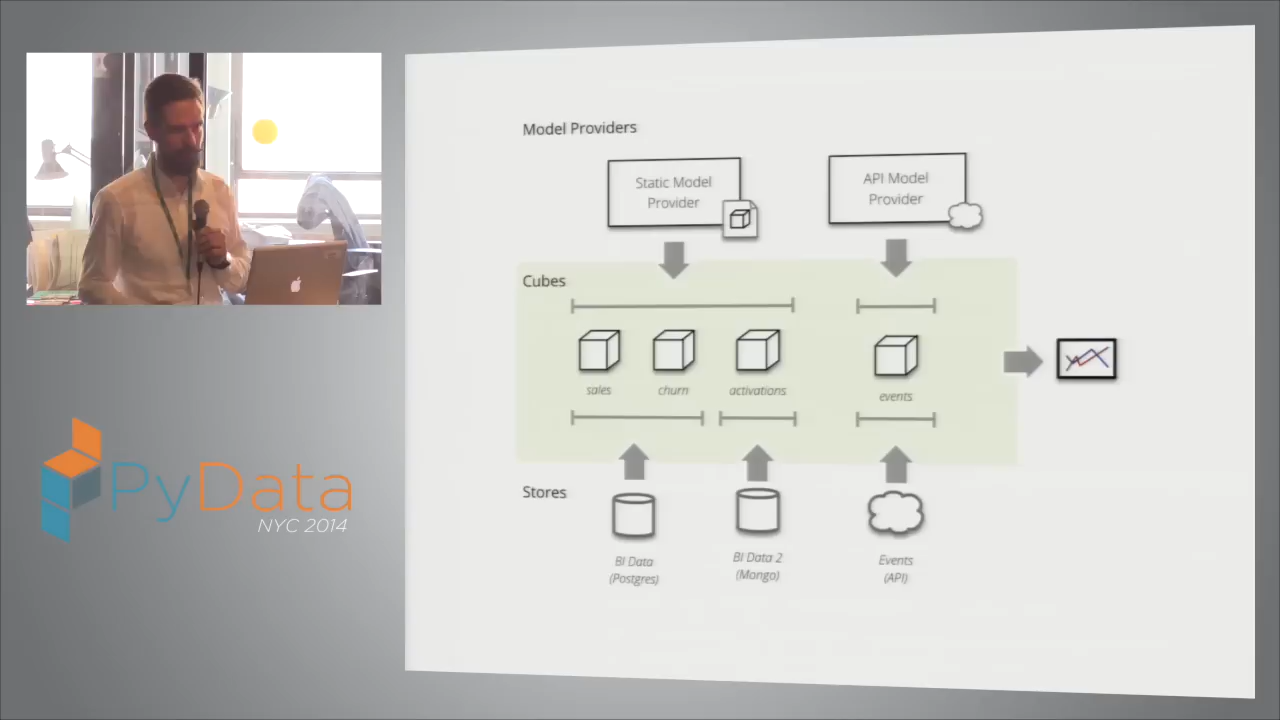 Model Providers
Static Model
Provider
API Model
Provider
Cubes
sales
churn
activations
events
Stores
BI Data
(Postgres)
BI Data 2
(Mongo)
Events
(API)
PyData
NYC 2014